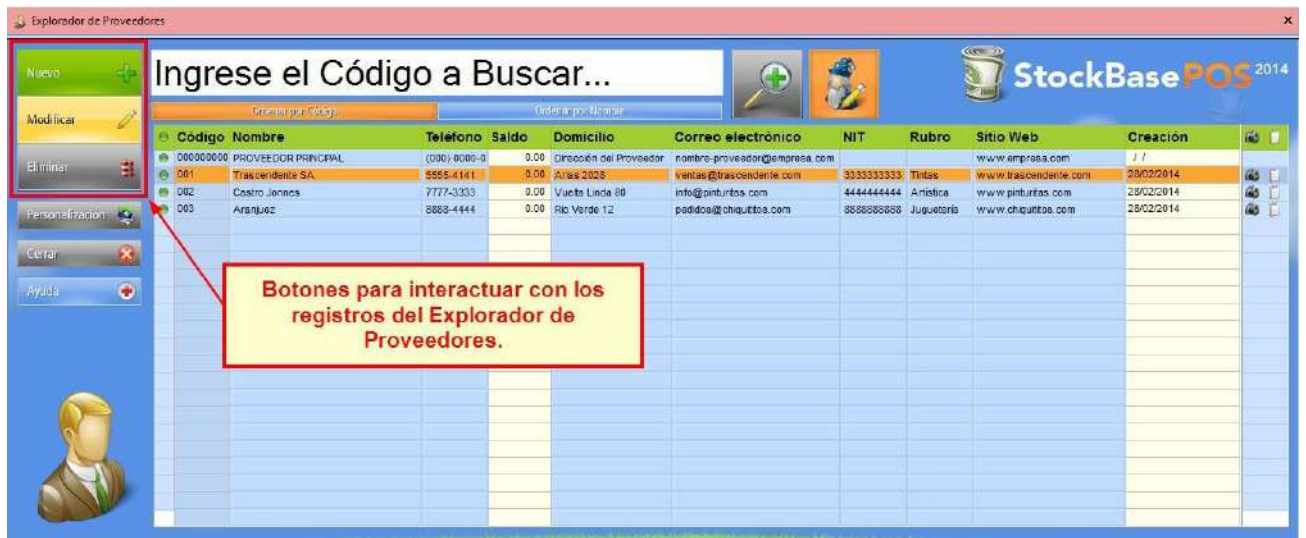 Explorador de Proveedores
Nuevo
Modificar
Eliminar
Personalización
Cerrar
Ayuda
Ingrese el Código a Buscar...
Ordenar por Código
Ordenar por Nombre
StockBase POS 2014
Código Nombre Teléfono Saldo Domicilio Correo electrónico NIT Rubro Sitio Web Creación
000000000 PROVEEDOR PRINCIPAL (000) 0000-0 0.00 Dirección del Proveedor nombre-proveedor@empresa.com www.empresa.com / /
001 Trascendente SA 5555-4141 0.00 Arias 2028 ventas@trascendente.com 3333333333 Tintas www.trascendente.com 28/02/2014
002 Castro Jonnes 7777-3333 0.00 Vuelta Linda 80 info@pinturitas.com 4444444444 Artística www.pinturitas.com 28/02/2014
003 Aranjuez 8888-4444 0.00 Rio Verde 12 pedidos@chiquititos.com 8888888888 Juguetería www.chiquititos.com 28/02/2014
Botones para interactuar con los
registros del Explorador de
Proveedores.